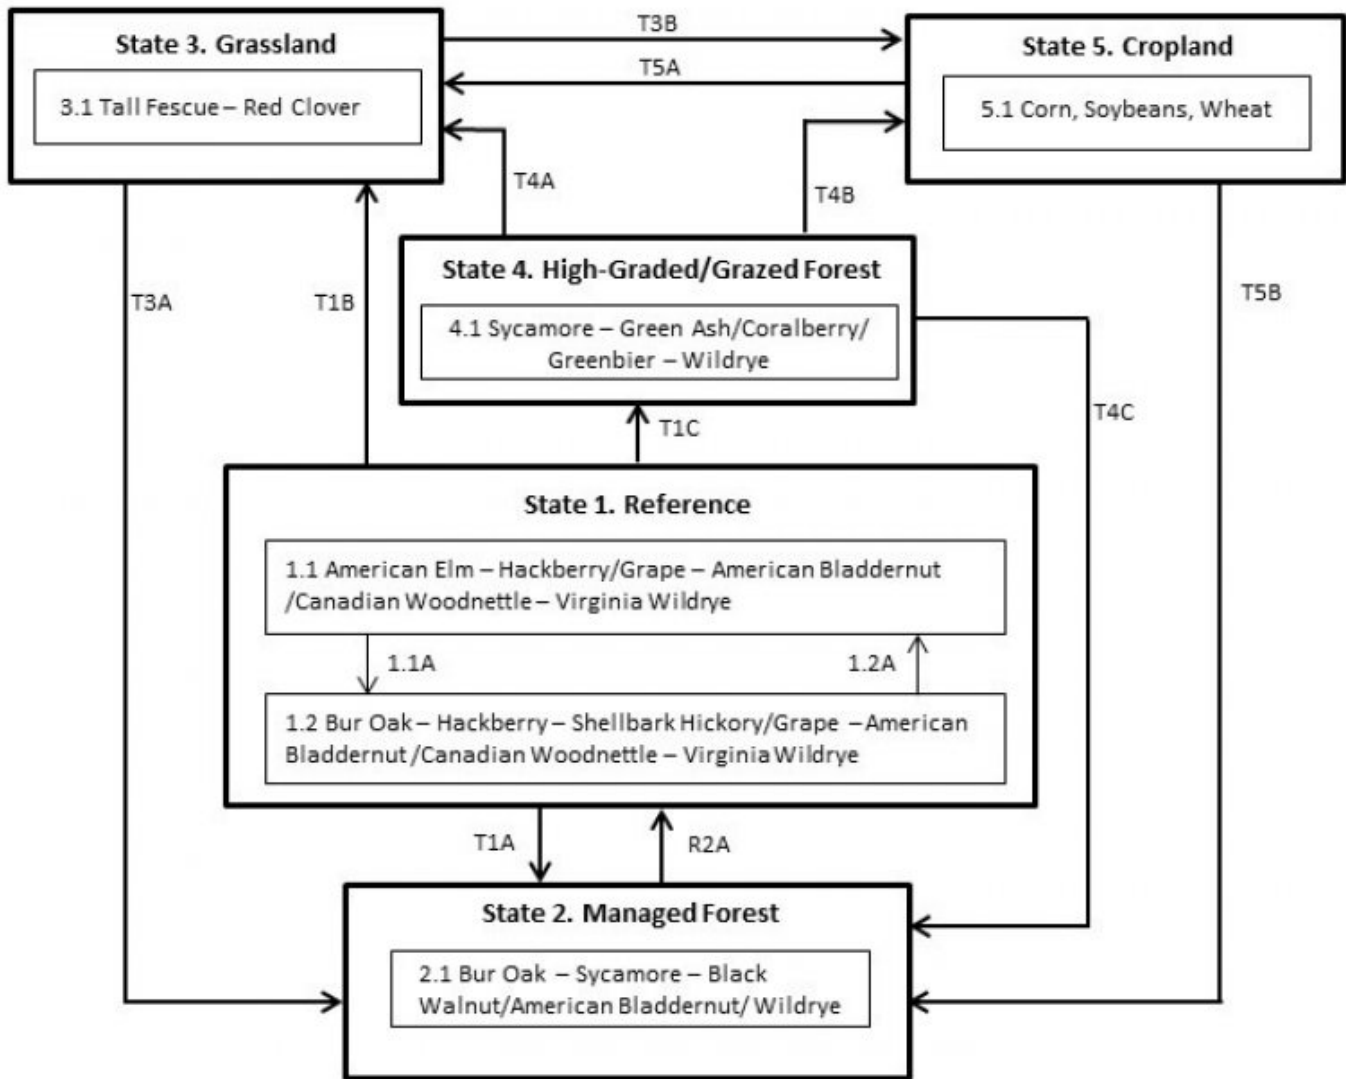 State 3. Grassland
3.1 Tall Fescue – Red Clover
T3B
T5A
State 5. Cropland
5.1 Corn, Soybeans, Wheat
T4A
T4B
State 4. High-Graded/Grazed Forest
4.1 Sycamore – Green Ash/Coralberry/
Greenbier – Wildrye
T3A
T1B
T5B
T4C
T1C
State 1. Reference
1.1 American Elm – Hackberry/Grape – American Bladdernut
/Canadian Woodnettle – Virginia Wildrye
1.1A
1.2A
1.2 Bur Oak – Hackberry – Shellbark Hickory/Grape –American
Bladdernut /Canadian Woodnettle – Virginia Wildrye
T1A
R2A
State 2. Managed Forest
2.1 Bur Oak – Sycamore – Black
Walnut/American Bladdernut/ Wildrye